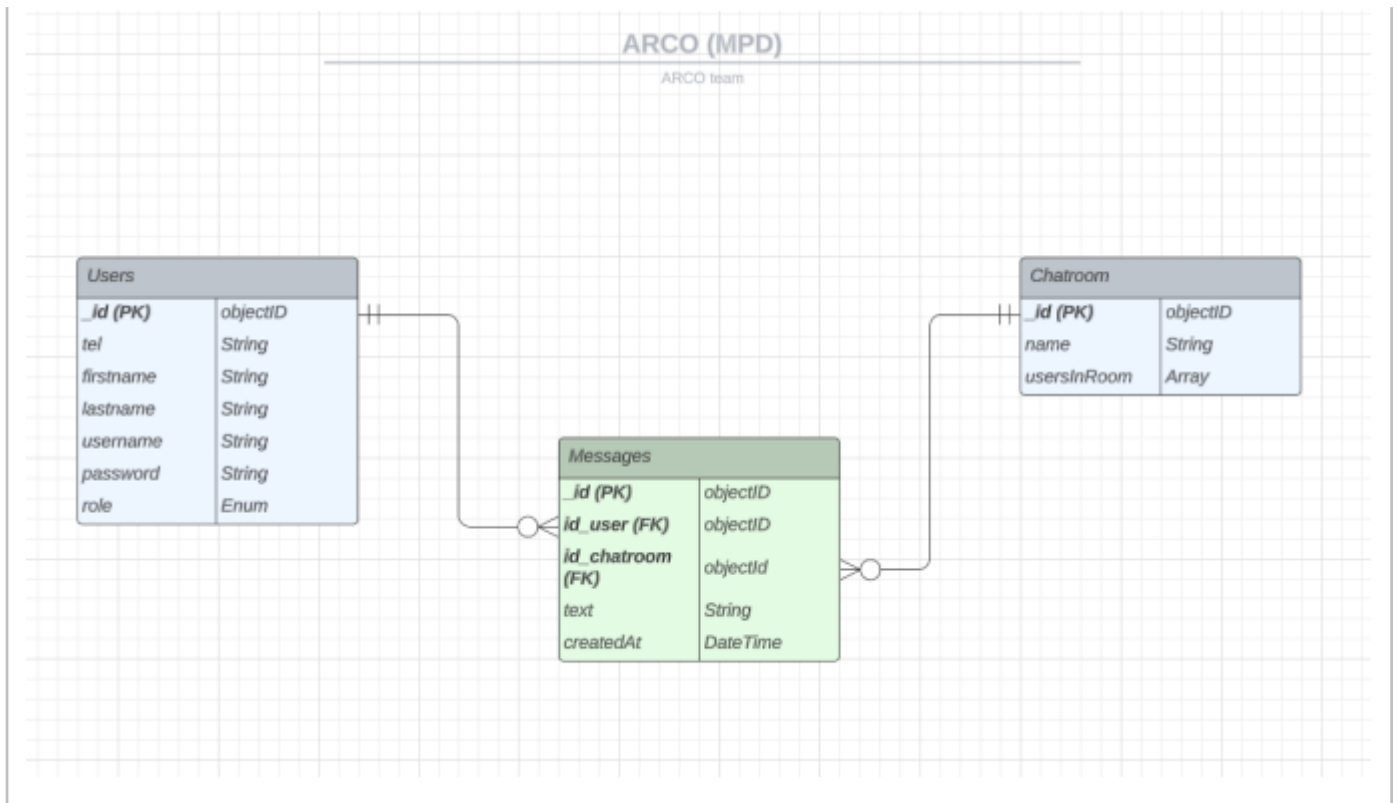 ARCO (MPD)
ARCO team
Users
_id (PK) objectID
tel String
firstname String
lastname String
username String
password String
role Enum
Chatroom
_id (PK) objectID
name String
usersInRoom Array
Messages
_id (PK) objectID
id_user (FK) objectID
id_chatroom
(FK) objectId
text String
createdAt DateTime